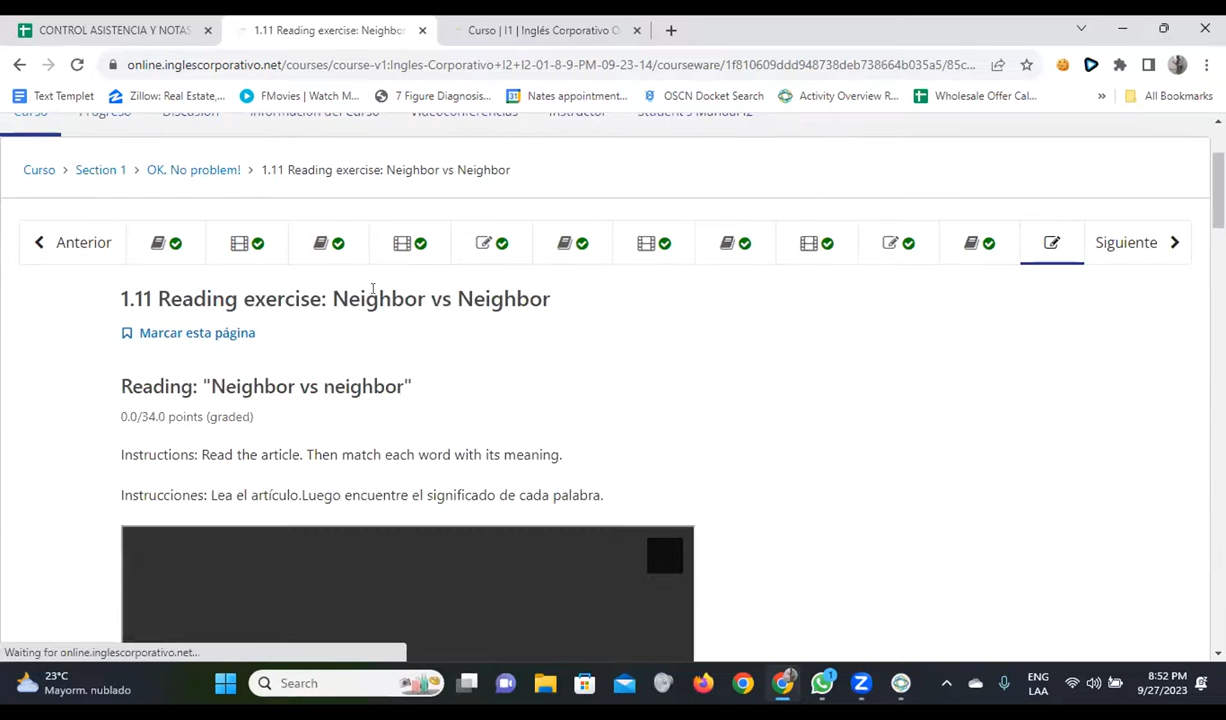 CONTROL ASISTENCIA Y NOTAS
1.11 Reading exercise: Neighbo
Curso | I1 | Inglés Corporativo O
online.inglescorporativo.net/courses/course-v1:Ingles-Corporativo+I2+I2-01-8-9-PM-09-23-14/courseware/1f810609ddd948738deb738664b035a5/85c...
Text Templet
Zillow: Real Estate,...
FMovies | Watch M...
7 Figure Diagnosis...
Nates appointment...
OSCN Docket Search
Activity Overview R...
Wholesale Offer Cal...
»
All Bookmarks
Curso
Progreso
Discusión
Información del Curso
Videoconferencias
Instructor
Student's Manual I2
Curso > Section 1 > OK. No problem! > 1.11 Reading exercise: Neighbor vs Neighbor
Anterior
Siguiente
1.11 Reading exercise: Neighbor vs Neighbor
Marcar esta página
Reading: "Neighbor vs neighbor"
0.0/34.0 points (graded)
Instructions: Read the article. Then match each word with its meaning.
Instrucciones: Lea el artículo.Luego encuentre el significado de cada palabra.
Waiting for online.inglescorporativo.net...
23°C
Mayorm. nublado
Search
ENG
LAA
8:52 PM
9/27/2023